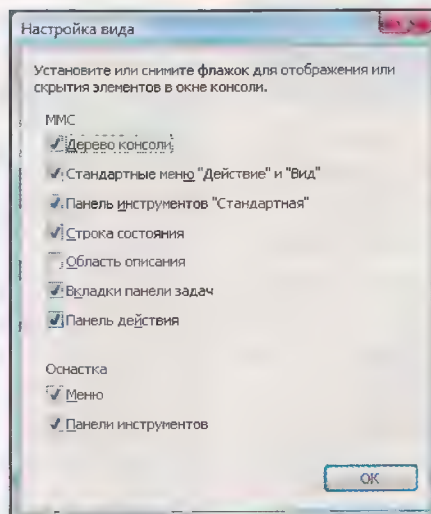 Настройка вида
Установите или снимите флажок для отображения или
скрытия элементов в окне консоли.
MMC
Дерево консоли
Стандартные меню "Действие" и "Вид"
Панель инструментов "Стандартная"
Строка состояния
Область описания
Вкладки панели задач
Панель действия
Оснастка
Меню
Панели инструментов
ОК